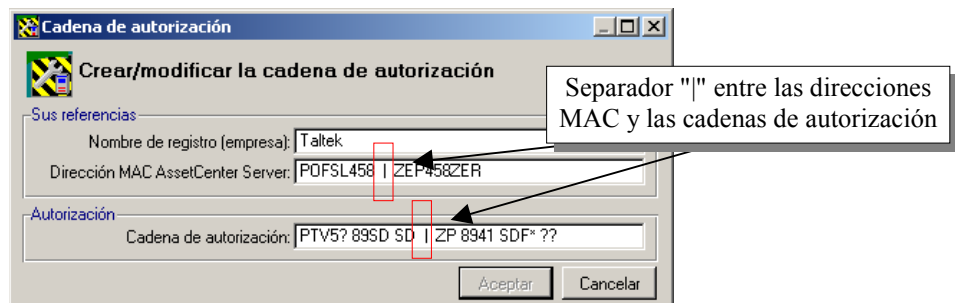 Cadena de autorización
Crear/modificar la cadena de autorización
Separador "|" entre las direcciones
MAC y las cadenas de autorización
Sus referencias
Nombre de registro (empresa): Taltek
Dirección MAC AssetCenter Server: POFSL458 | ZEP458ZER
Autorización
Cadena de autorización: PTV5? 89SD SD | ZP 8941 SDF* ??
Aceptar Cancelar